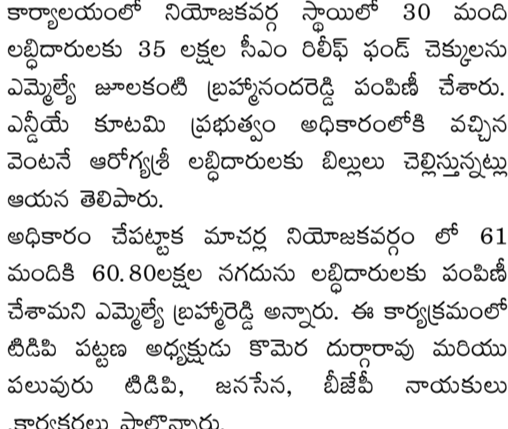 కార్యాలయంలో నియోజకవర్గ స్థాయిలో 30 మంది
లబ్ధిదారులకు 35 లక్షల సీఎం రిలీఫ్ ఫండ్ చెక్కులను
ఎమ్మెల్యే జూలకంటి బ్రహ్మానందరెడ్డి పంపిణీ చేశారు.
ఎన్డీయే కూటమి ప్రభుత్వం అధికారంలోకి వచ్చిన
వెంటనే ఆరోగ్యశ్రీ లబ్ధిదారులకు బిల్లులు చెల్లిస్తున్నట్లు
ఆయన తెలిపారు.
అధికారం చేపట్టాక మాచర్ల నియోజకవర్గం లో 61
మందికి 60.80లక్షల నగదును లబ్ధిదారులకు పంపిణీ
చేశామని ఎమ్మెల్యే బ్రహ్మారెడ్డి అన్నారు. ఈ కార్యక్రమంలో
టిడిపి పట్టణ అధ్యక్షుడు కొమెర దుర్గారావు మరియు
పలువురు టిడిపి, జనసేన, బీజేపీ నాయకులు
,కార్యకర్తలు పాల్గొన్నారు.